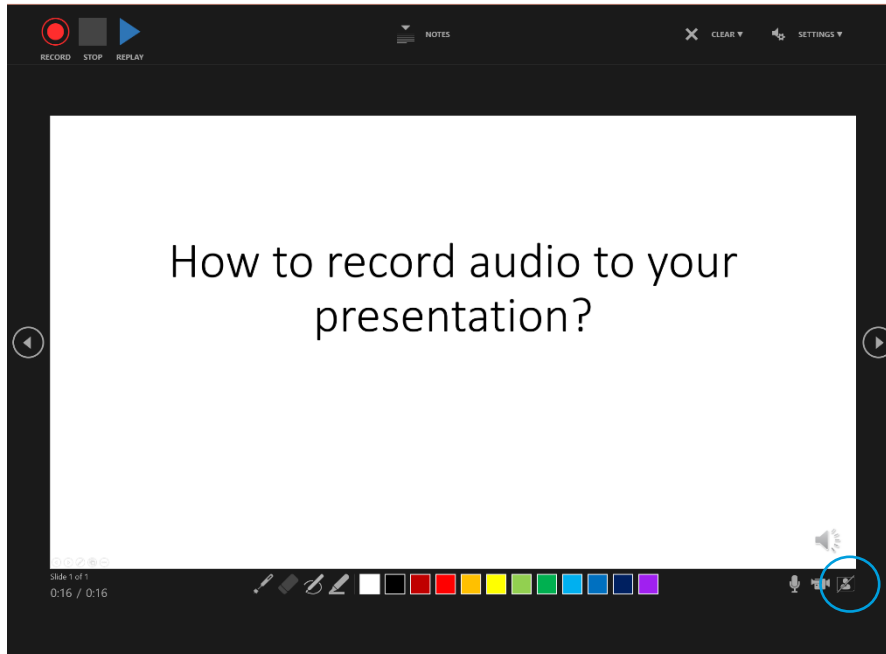 RECORD STOP REPLAY
NOTES
CLEAR ▼
SETTINGS ▼
How to record audio to your
presentation?
Slide 1 of 1
0:16 / 0:16